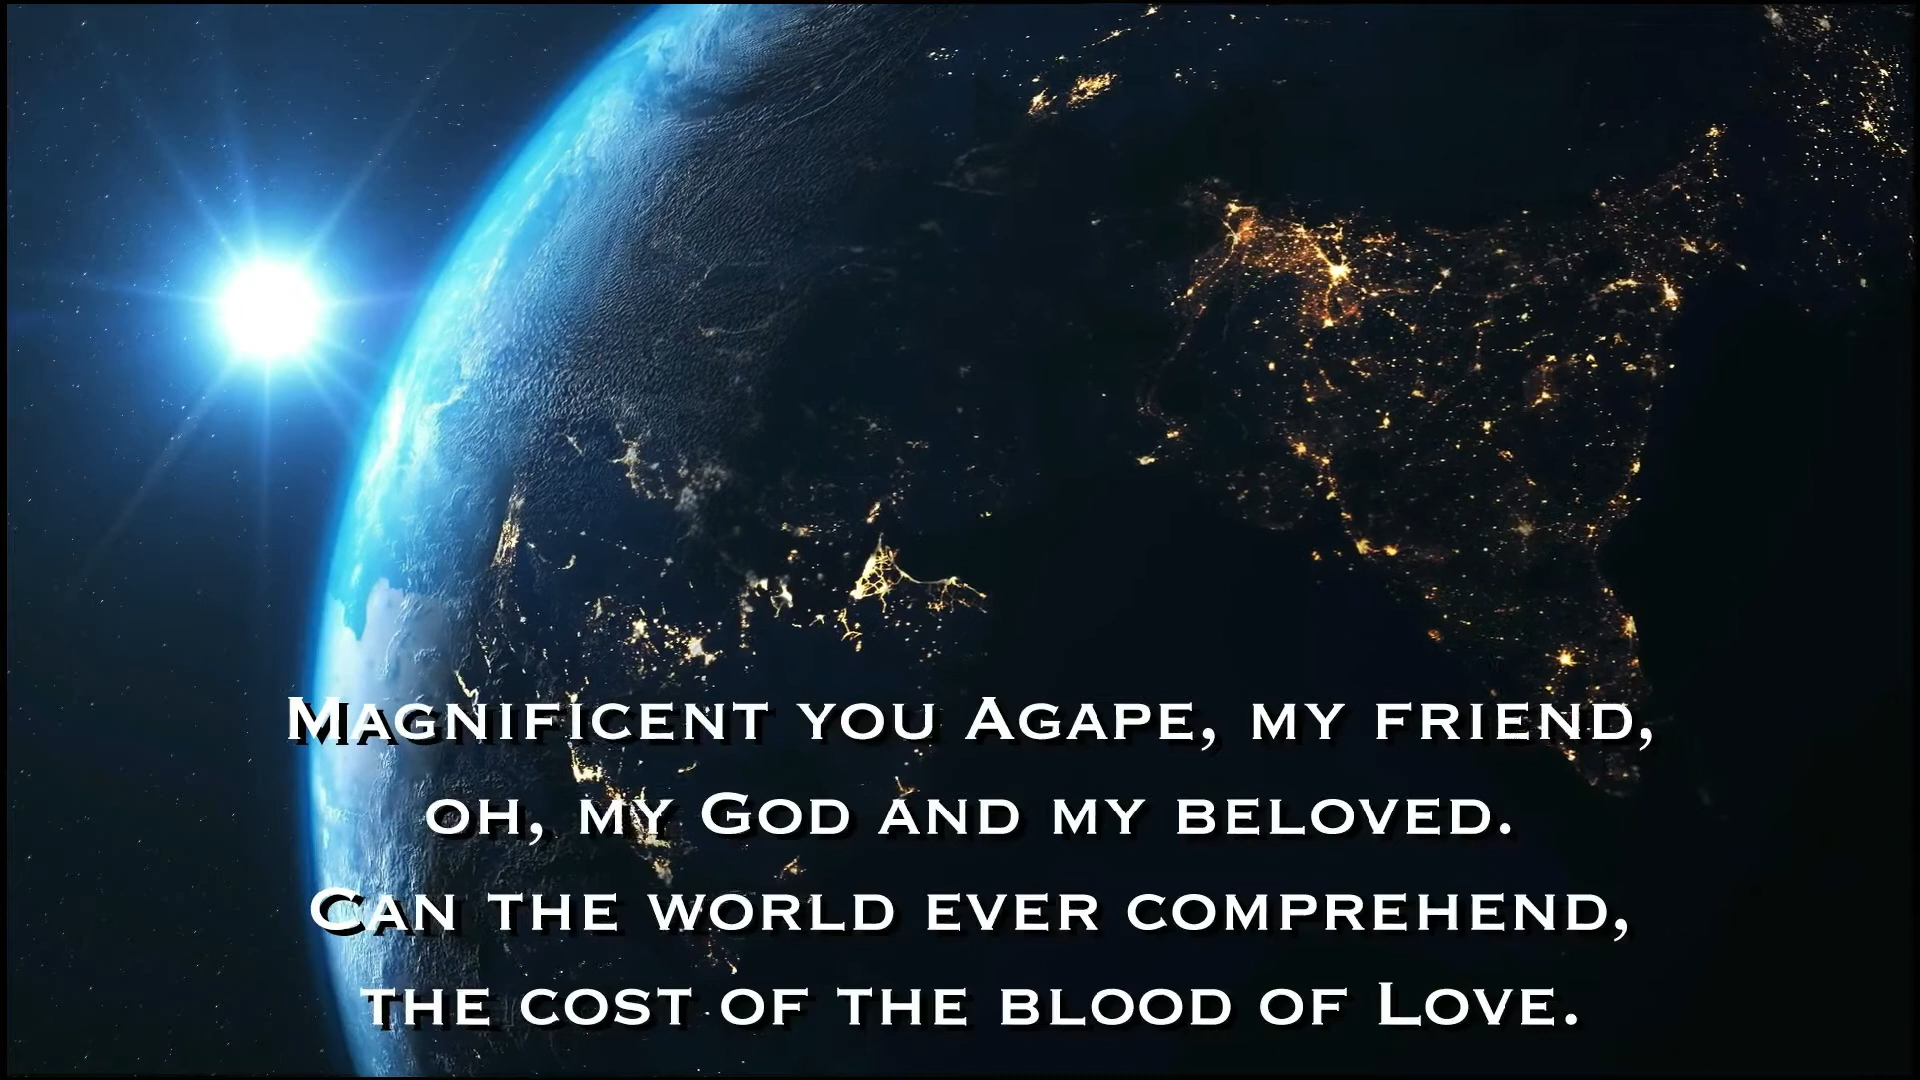 Magnificent you Agape, my friend,
oh, my God and my beloved.
Can the world ever comprehend,
the cost of the blood of Love.